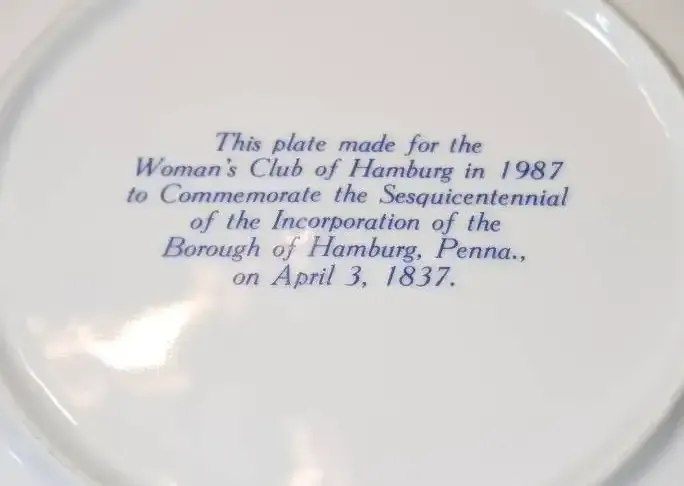 This plate made for the
Woman's Club of Hamburg in 1987
to Commemorate the Sesquicentennial
of the Incorporation of the
Borough of Hamburg, Penna.,
on April 3, 1837.